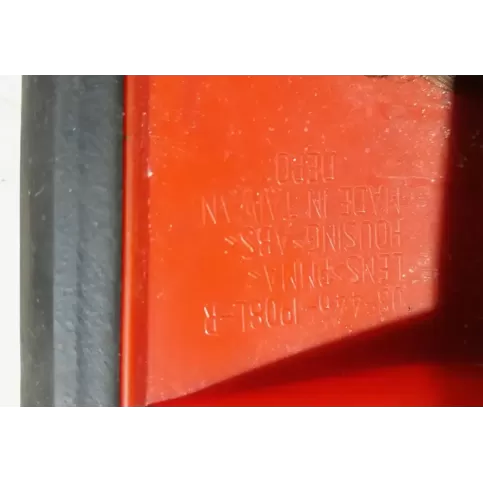 LENS>PMMA<
HOUSING>ABS<
MADE IN TAIWAN
DEPO